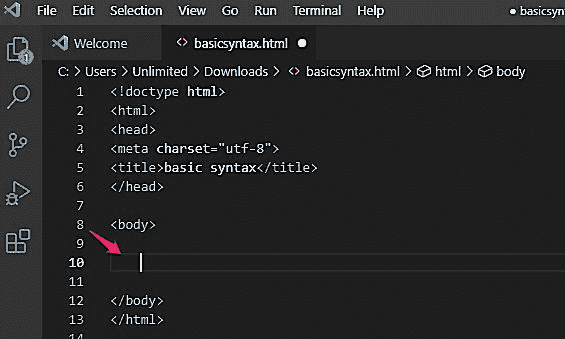 File Edit Selection View Go Run Terminal Help basicsyn
Welcome basicsyntax.html
C: > Users > Unlimited > Downloads > basicsyntax.html > html > body
1 <!doctype html>
2 <html>
3 <head>
4 <meta charset="utf-8">
5 <title>basic syntax</title>
6 </head>
7
8 <body>
9
10
11
12 </body>
13 </html>
14
1